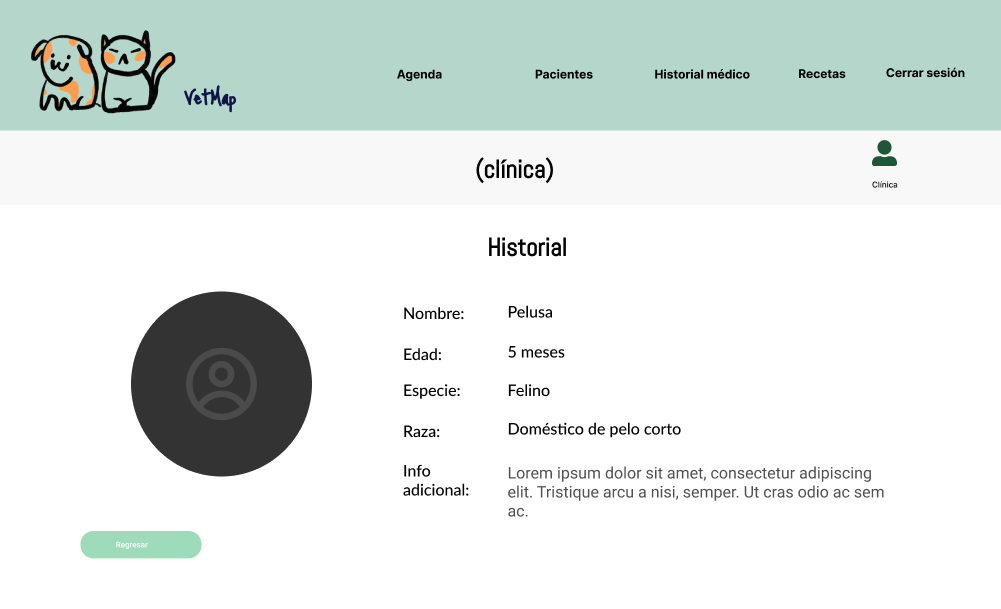 VetMap
Agenda
Pacientes
Historial médico
Recetas
Cerrar sesión
(clínica)
Clínica
Historial
Nombre: Pelusa
Edad: 5 meses
Especie: Felino
Raza: Doméstico de pelo corto
Info
adicional:
Lorem ipsum dolor sit amet, consectetur adipiscing
elit. Tristique arcu a nisi, semper. Ut cras odio ac sem
ac.
Regresar